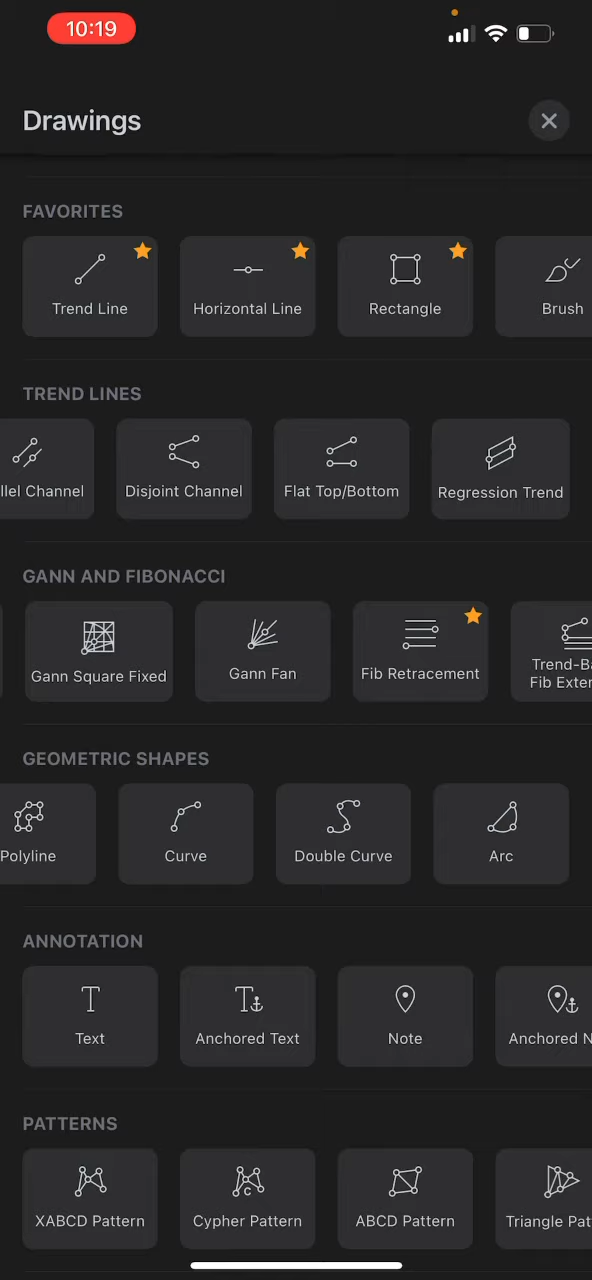 10:19
Drawings
FAVORITES
Trend Line
Horizontal Line
Rectangle
Brush
TREND LINES
llel Channel
Disjoint Channel
Flat Top/Bottom
Regression Trend
GANN AND FIBONACCI
Gann Square Fixed
Gann Fan
Fib Retracement
Trend-Ba
Fib Exter
GEOMETRIC SHAPES
Polyline
Curve
Double Curve
Arc
ANNOTATION
Text
Anchored Text
Note
Anchored N
PATTERNS
XABCD Pattern
Cypher Pattern
ABCD Pattern
Triangle Pat